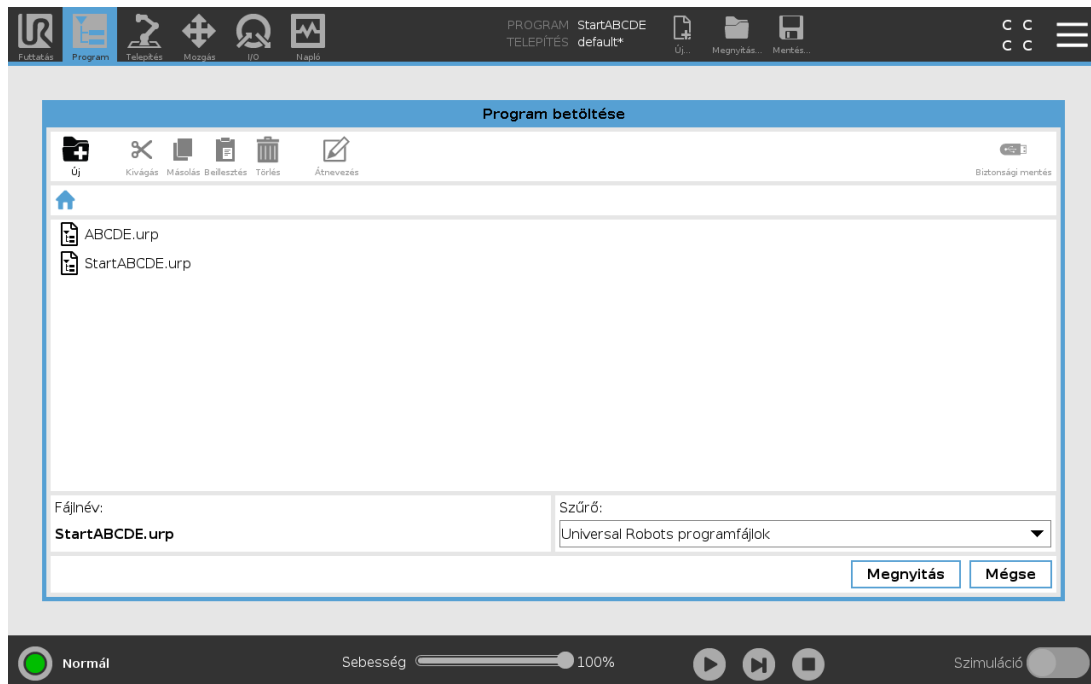 PROGRAM StartABCDE
TELEPÍTÉS default*
Futtatás Program Telepítés Mozgás I/O Napló Új... Megnyitás... Mentés...
C C
C C
Program betöltése
Új Kivágás Másolás Beillesztés Törlés Átnevezés Biztonsági mentés
ABCDE.urp
StartABCDE.urp
Fájlnév: Szűrő:
StartABCDE.urp Universal Robots programfájlok
Megnyitás Mégse
Normál Sebesség 100% Szimuláció